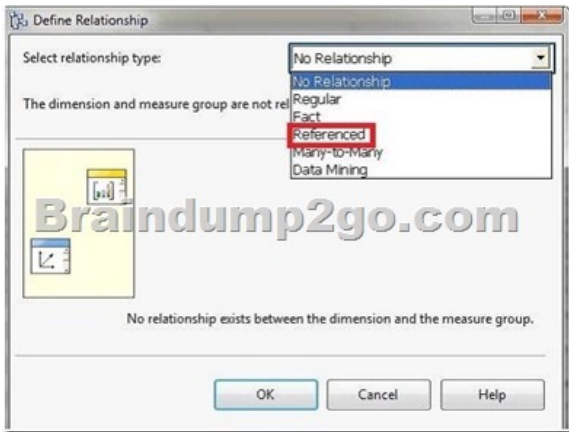 Define Relationship
Select relationship type:
No Relationship
No Relationship
Regular
The dimension and measure group are not rel
Fact
Referenced
Many-to-Many
Data Mining
Braindump2go.com
No relationship exists between the dimension and the measure group.
OK
Cancel
Help